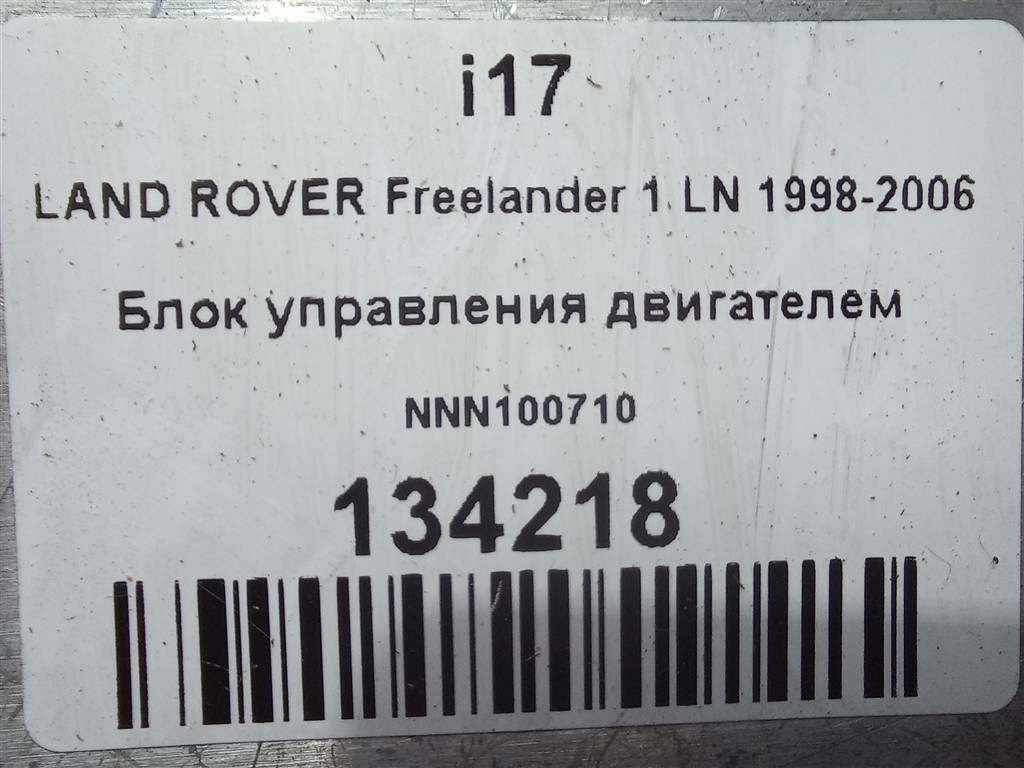 i17
LAND ROVER Freelander 1 LN 1998-2006
Блок управления двигателем
NNN100710
134218